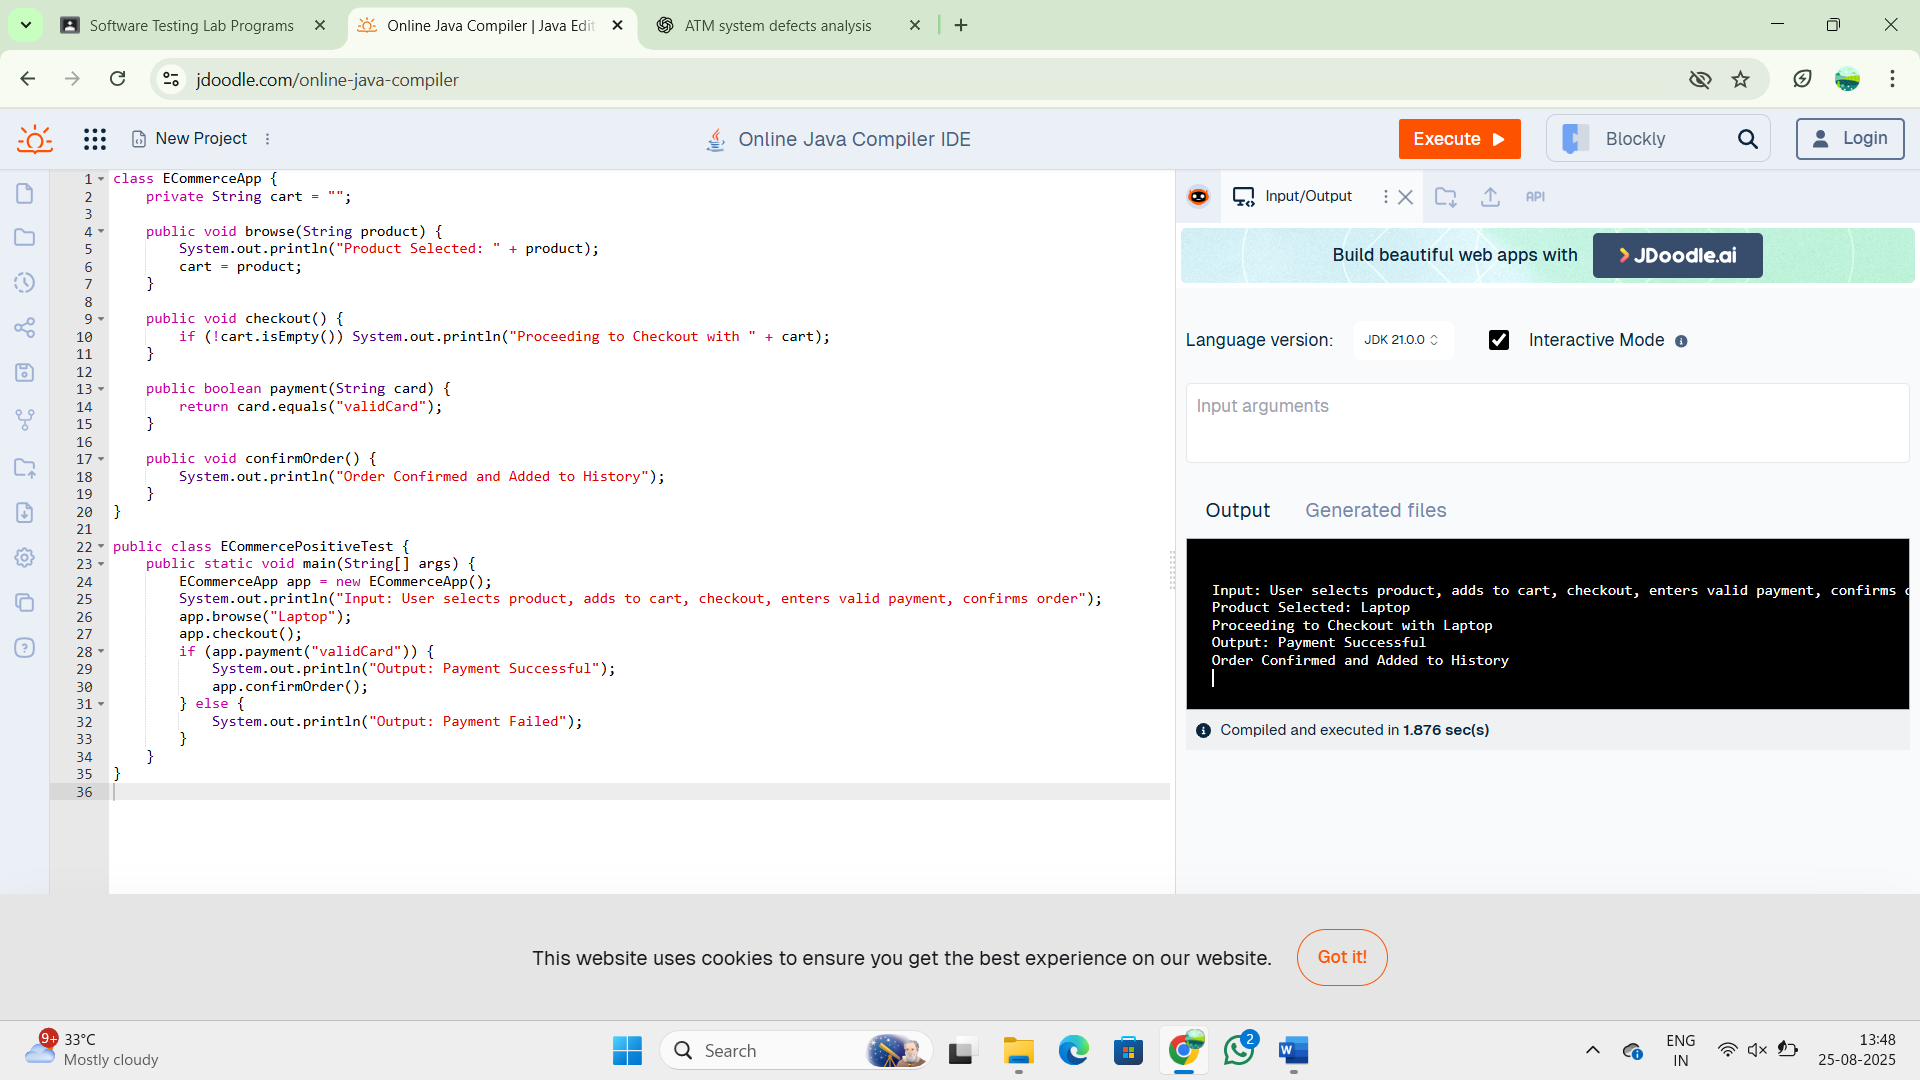 Software Testing Lab Programs
Online Java Compiler | Java Edit
ATM system defects analysis
jdoodle.com/online-java-compiler
New Project
Online Java Compiler IDE
Execute
Blockly
Login
1 class ECommerceApp {
2 private String cart = "";
3
4 public void browse(String product) {
5 System.out.println("Product Selected: " + product);
6 cart = product;
7 }
8
9 public void checkout() {
10 if (!cart.isEmpty()) System.out.println("Proceeding to Checkout with " + cart);
11 }
12
13 public boolean payment(String card) {
14 return card.equals("validCard");
15 }
16
17 public void confirmOrder() {
18 System.out.println("Order Confirmed and Added to History");
19 }
20 }
21
22 public class ECommercePositiveTest {
23 public static void main(String[] args) {
24 ECommerceApp app = new ECommerceApp();
25 System.out.println("Input: User selects product, adds to cart, checkout, enters valid payment, confirms order");
26 app.browse("Laptop");
27 app.checkout();
28 if (app.payment("validCard")) {
29 System.out.println("Output: Payment Successful");
30 app.confirmOrder();
31 } else {
32 System.out.println("Output: Payment Failed");
33 }
34 }
35 }
36
Input/Output
API
Build beautiful web apps with
JDoodle.ai
Language version:
JDK 21.0.0
Interactive Mode
Input arguments
Output
Generated files
Input: User selects product, adds to cart, checkout, enters valid payment, confirms
Product Selected: Laptop
Proceeding to Checkout with Laptop
Output: Payment Successful
Order Confirmed and Added to History
Compiled and executed in 1.876 sec(s)
This website uses cookies to ensure you get the best experience on our website.
Got it!
9+
33°C
Mostly cloudy
Search
2
W
ENG
IN
13:48
25-08-2025